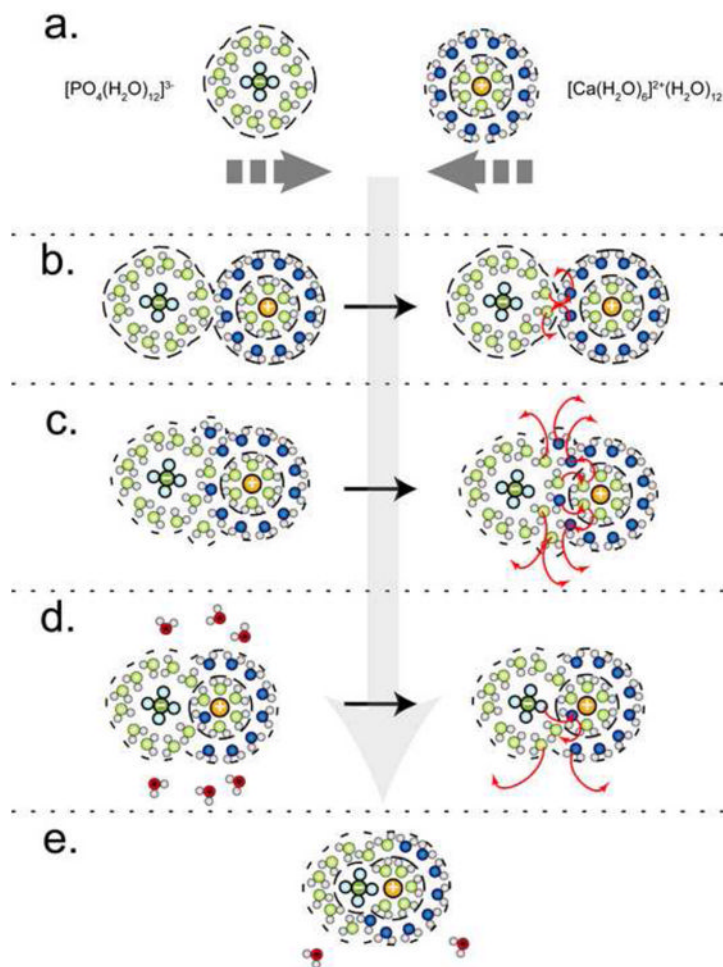 a.
[PO₄(H₂O)₁₂]³⁻
[Ca(H₂O)₆]²⁺(H₂O)₁₂
b.
c.
d.
e.